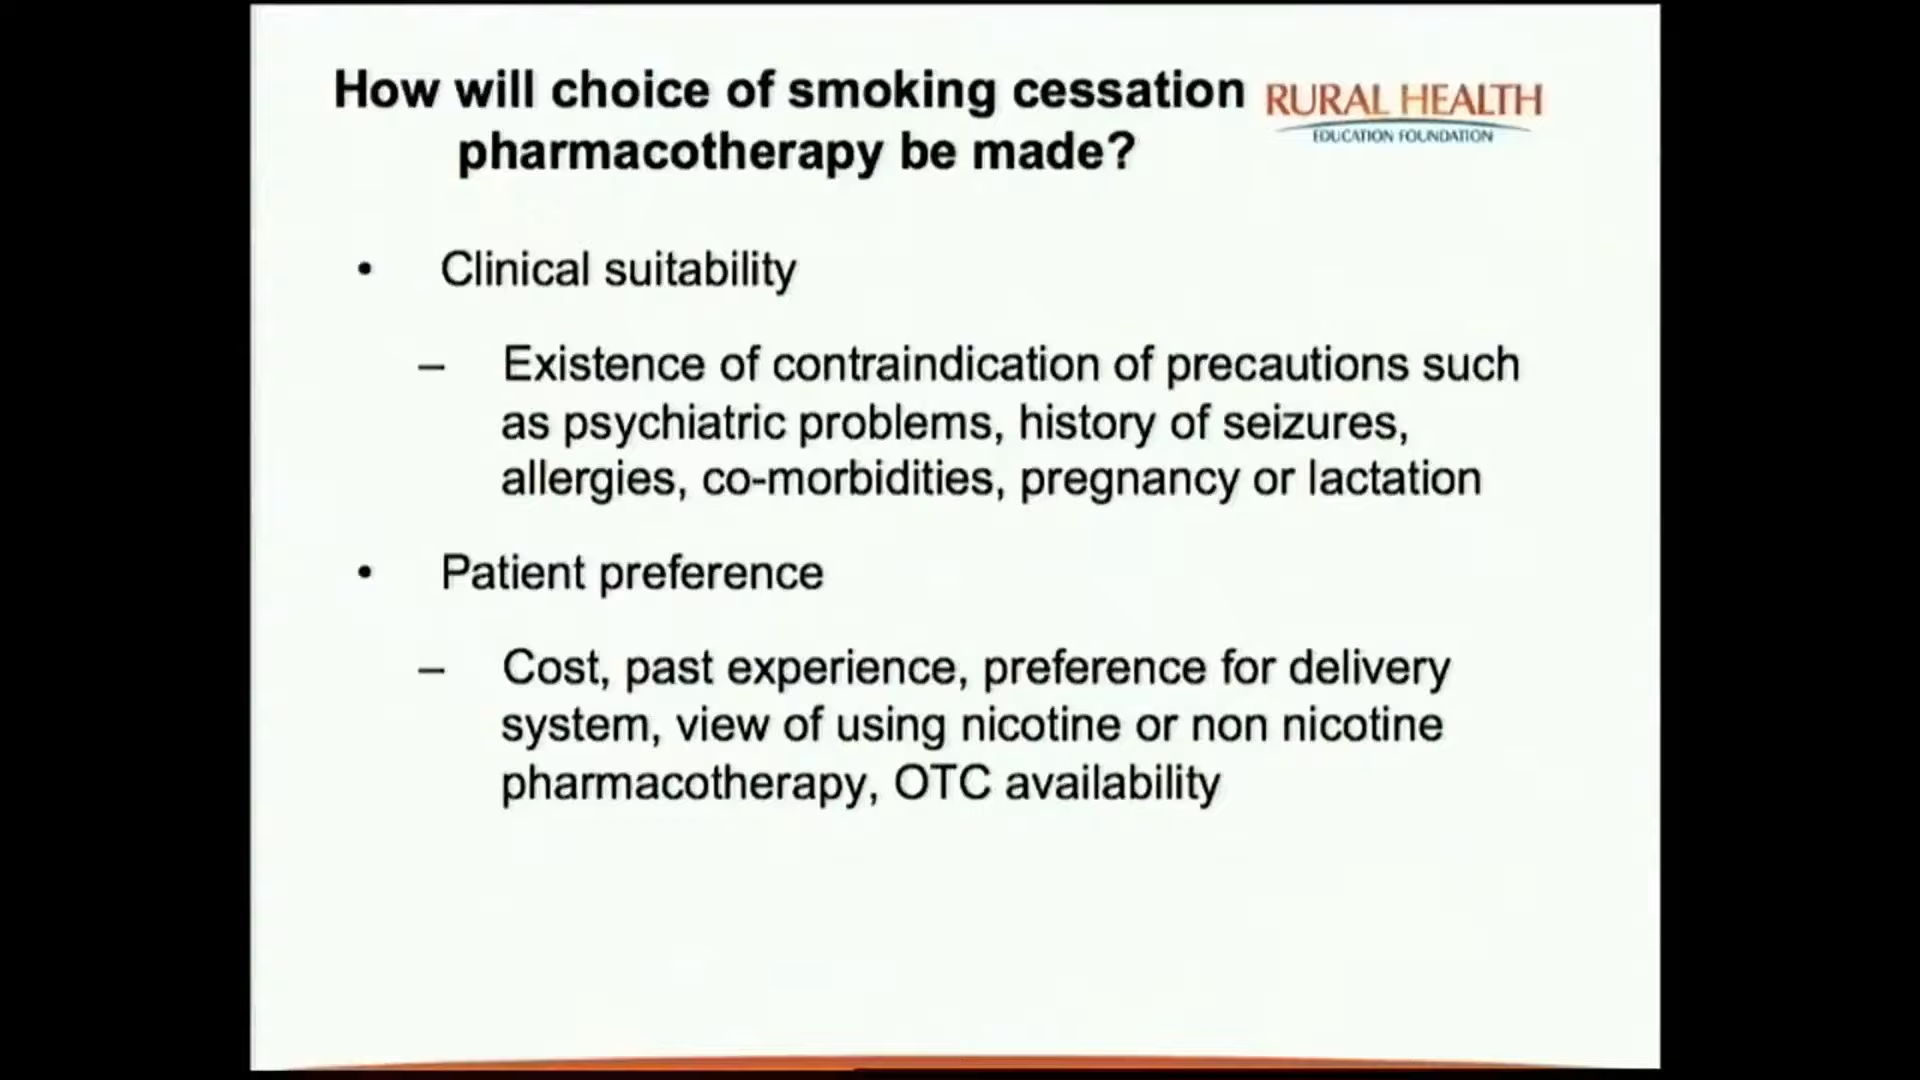 How will choice of smoking cessation
pharmacotherapy be made?
RURAL HEALTH
EDUCATION FOUNDATION
• Clinical suitability
– Existence of contraindication of precautions such
as psychiatric problems, history of seizures,
allergies, co-morbidities, pregnancy or lactation
• Patient preference
– Cost, past experience, preference for delivery
system, view of using nicotine or non nicotine
pharmacotherapy, OTC availability